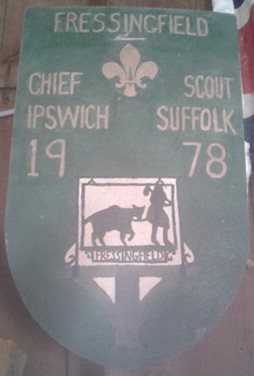 FRESSINGFIELD
CHIEF SCOUT
IPSWICH SUFFOLK
19 78
FRESSINGFIELD